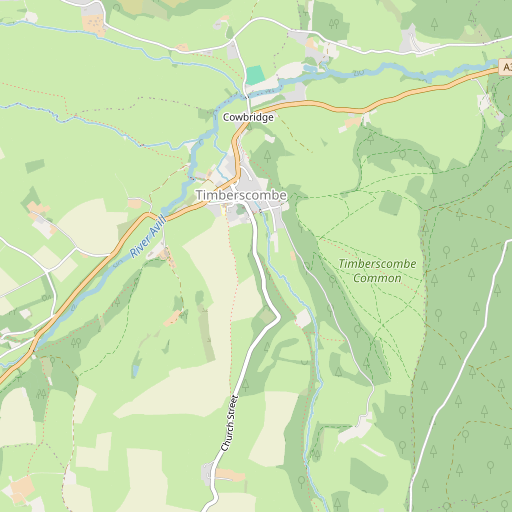 A3
Cowbridge
Timberscombe
River Avill
Timberscombe
Common
Church Street